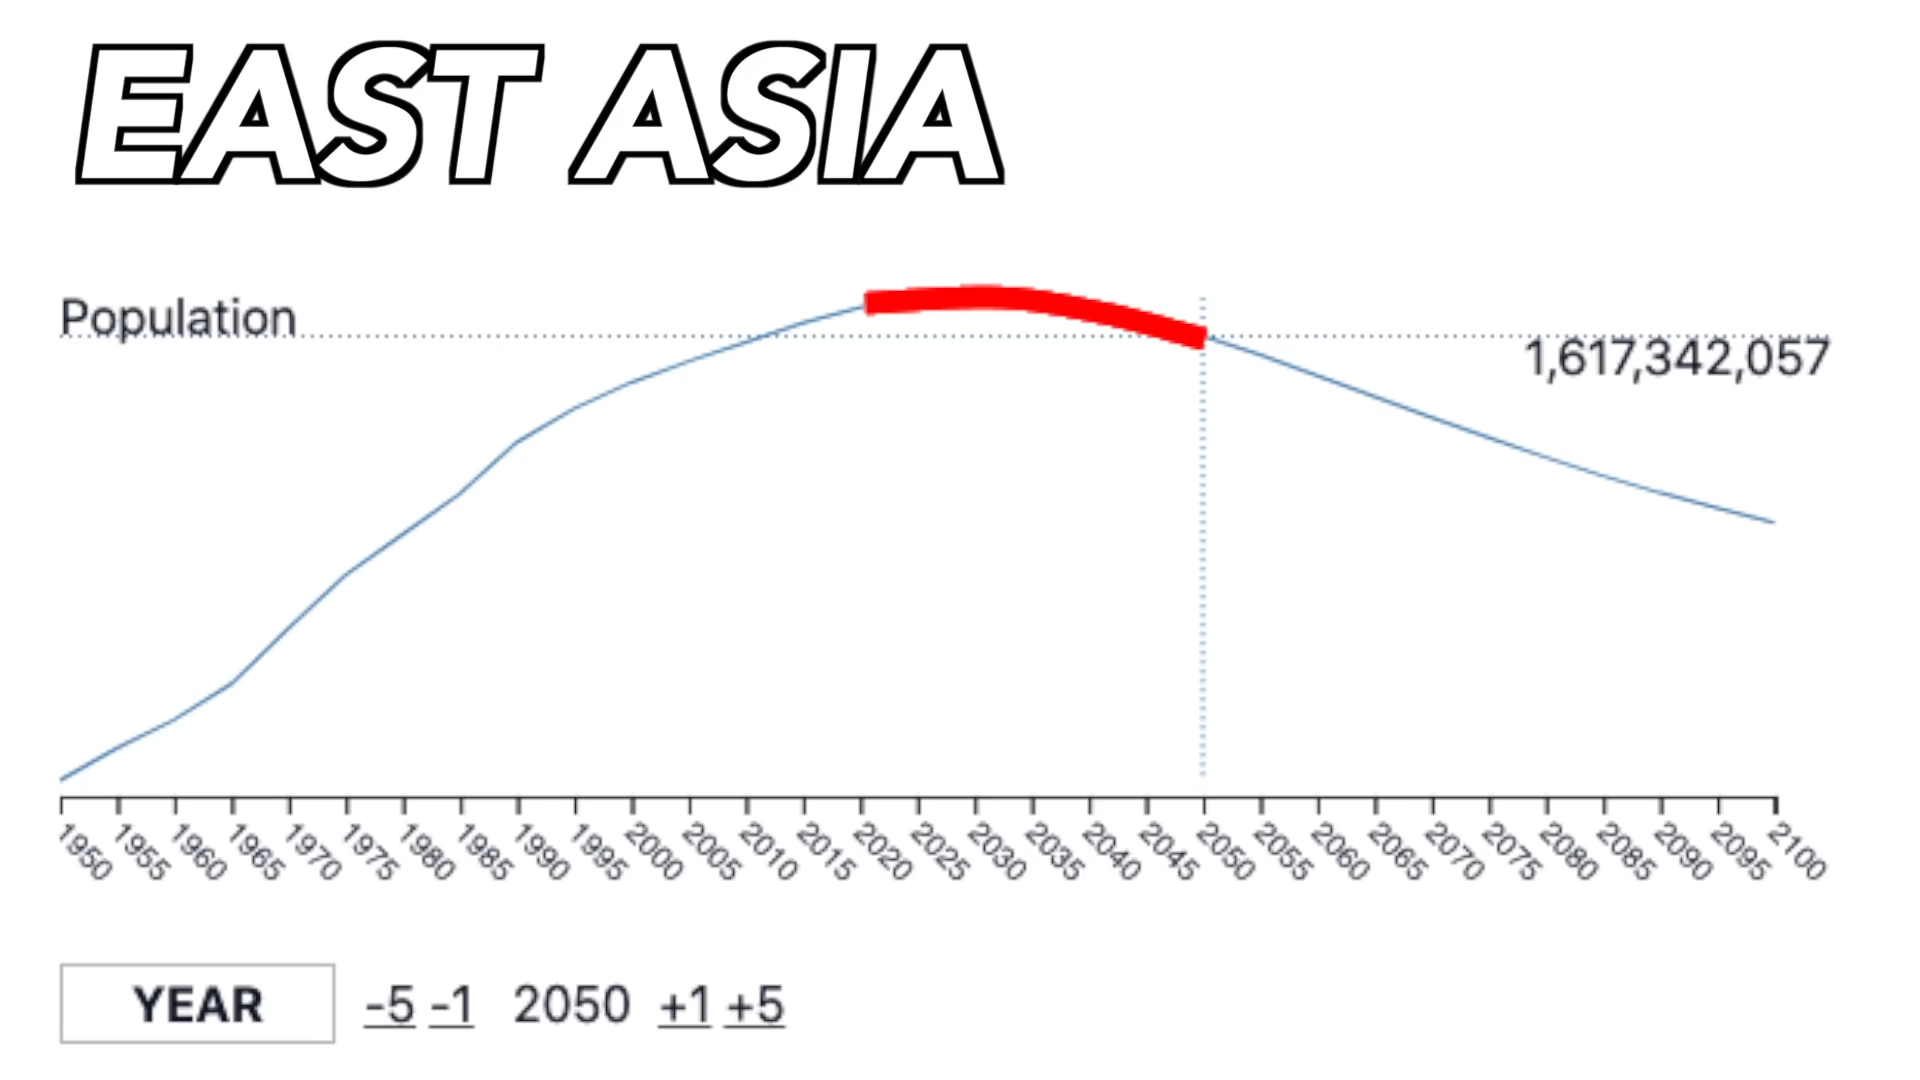 EAST ASIA
Population
1,617,342,057
1950 1955 1960 1965 1970 1975 1980 1985 1990 1995 2000 2005 2010 2015 2020 2025 2030 2035 2040 2045 2050 2055 2060 2065 2070 2075 2080 2085 2090 2095 2100
YEAR -5 -1 2050 +1 +5